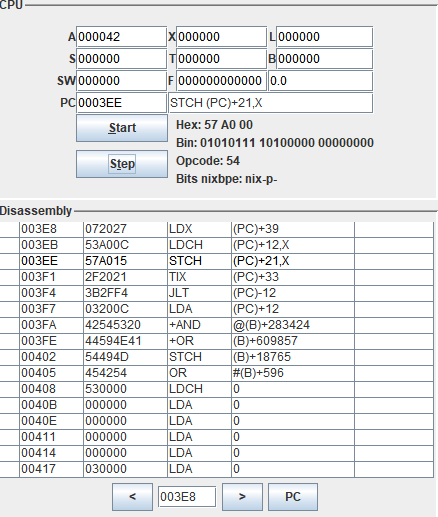 CPU
A 000042 X 000000 L 000000
S 000000 T 000000 B 000000
SW 000000 F 000000000000 0.0
PC 0003EE STCH (PC)+21,X
Start
Hex: 57 A0 00
Bin: 01010111 10100000 00000000
Step
Opcode: 54
Bits nixbpe: nix-p-
Disassembly
003E8 072027 LDX (PC)+39
003EB 53A00C LDCH (PC)+12,X
003EE 57A015 STCH (PC)+21,X
003F1 2F2021 TIX (PC)+33
003F4 3B2FF4 JLT (PC)-12
003F7 03200C LDA (PC)+12
003FA 42545320 +AND @(B)+283424
003FE 44594E41 +OR (B)+609857
00402 54494D STCH (B)+18765
00405 454254 OR #(B)+596
00408 530000 LDCH 0
0040B 000000 LDA 0
0040E 000000 LDA 0
00411 000000 LDA 0
00414 000000 LDA 0
00417 030000 LDA 0
< 003E8 > PC